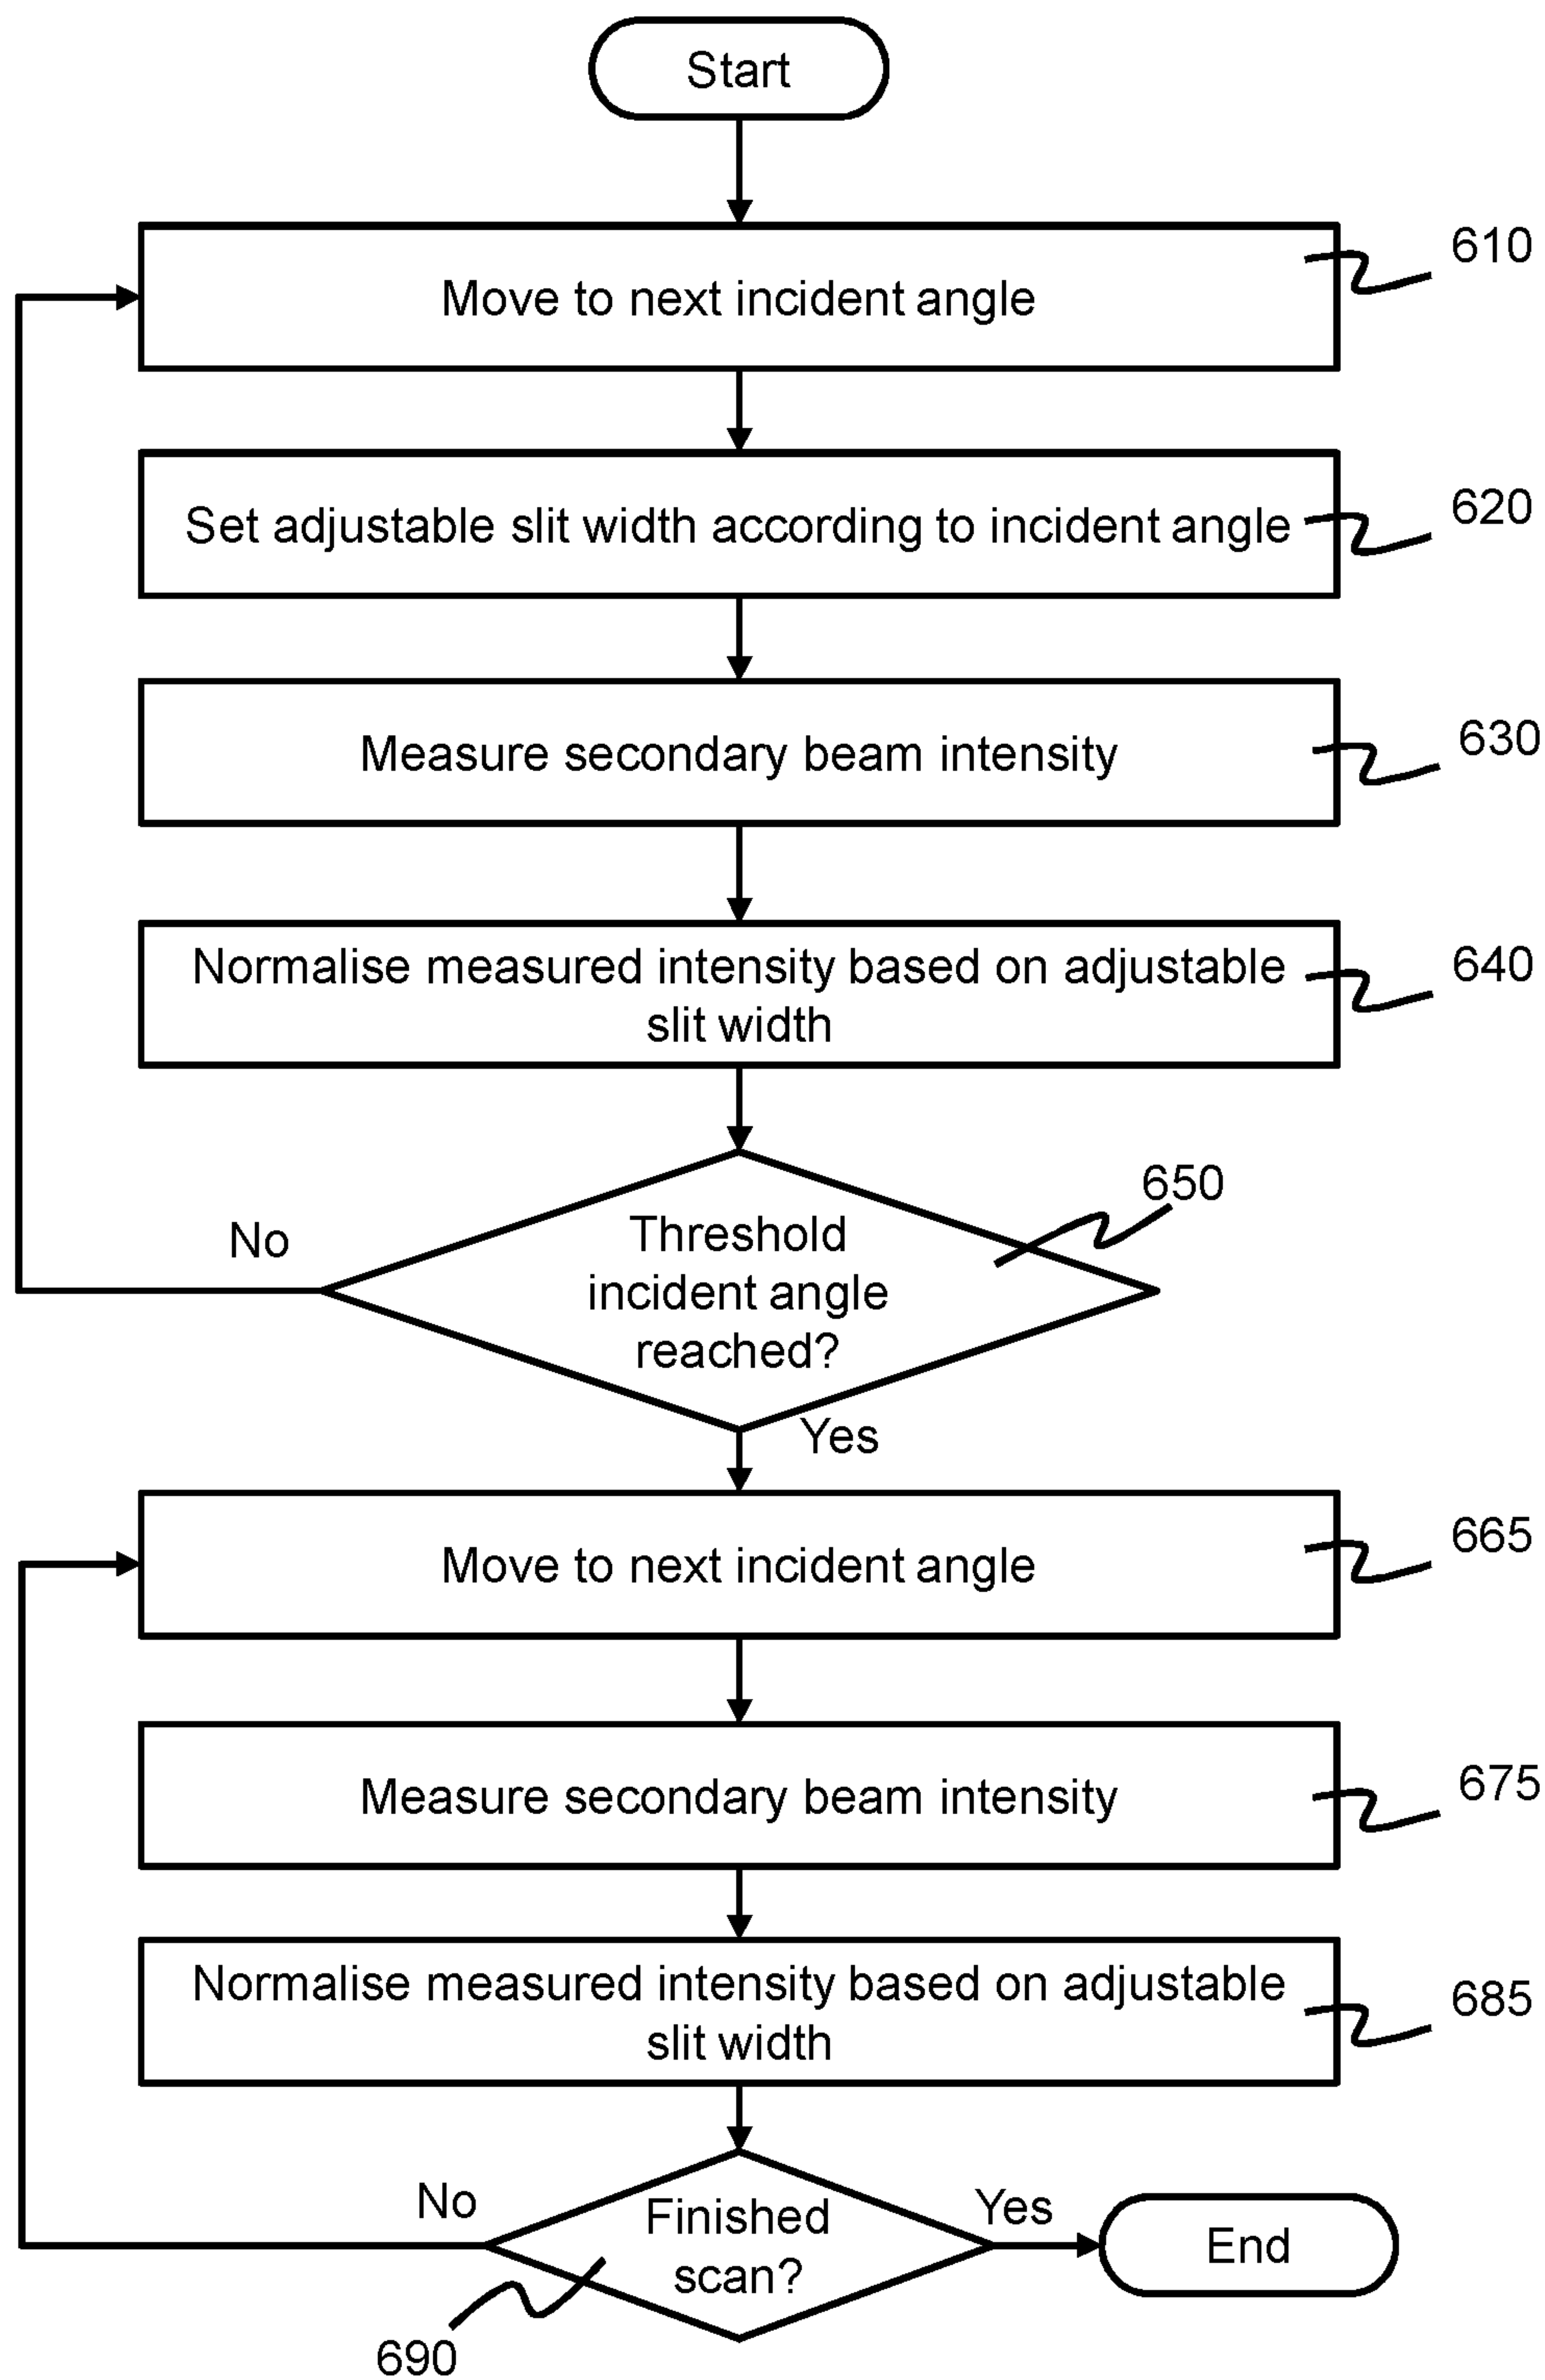 Start
610
Move to next incident angle
620
Set adjustable slit width according to incident angle
630
Measure secondary beam intensity
640
Normalise measured intensity based on adjustable
slit width
650
No
Threshold
incident angle
reached?
Yes
665
Move to next incident angle
675
Measure secondary beam intensity
685
Normalise measured intensity based on adjustable
slit width
No
Finished
scan?
Yes
End
690